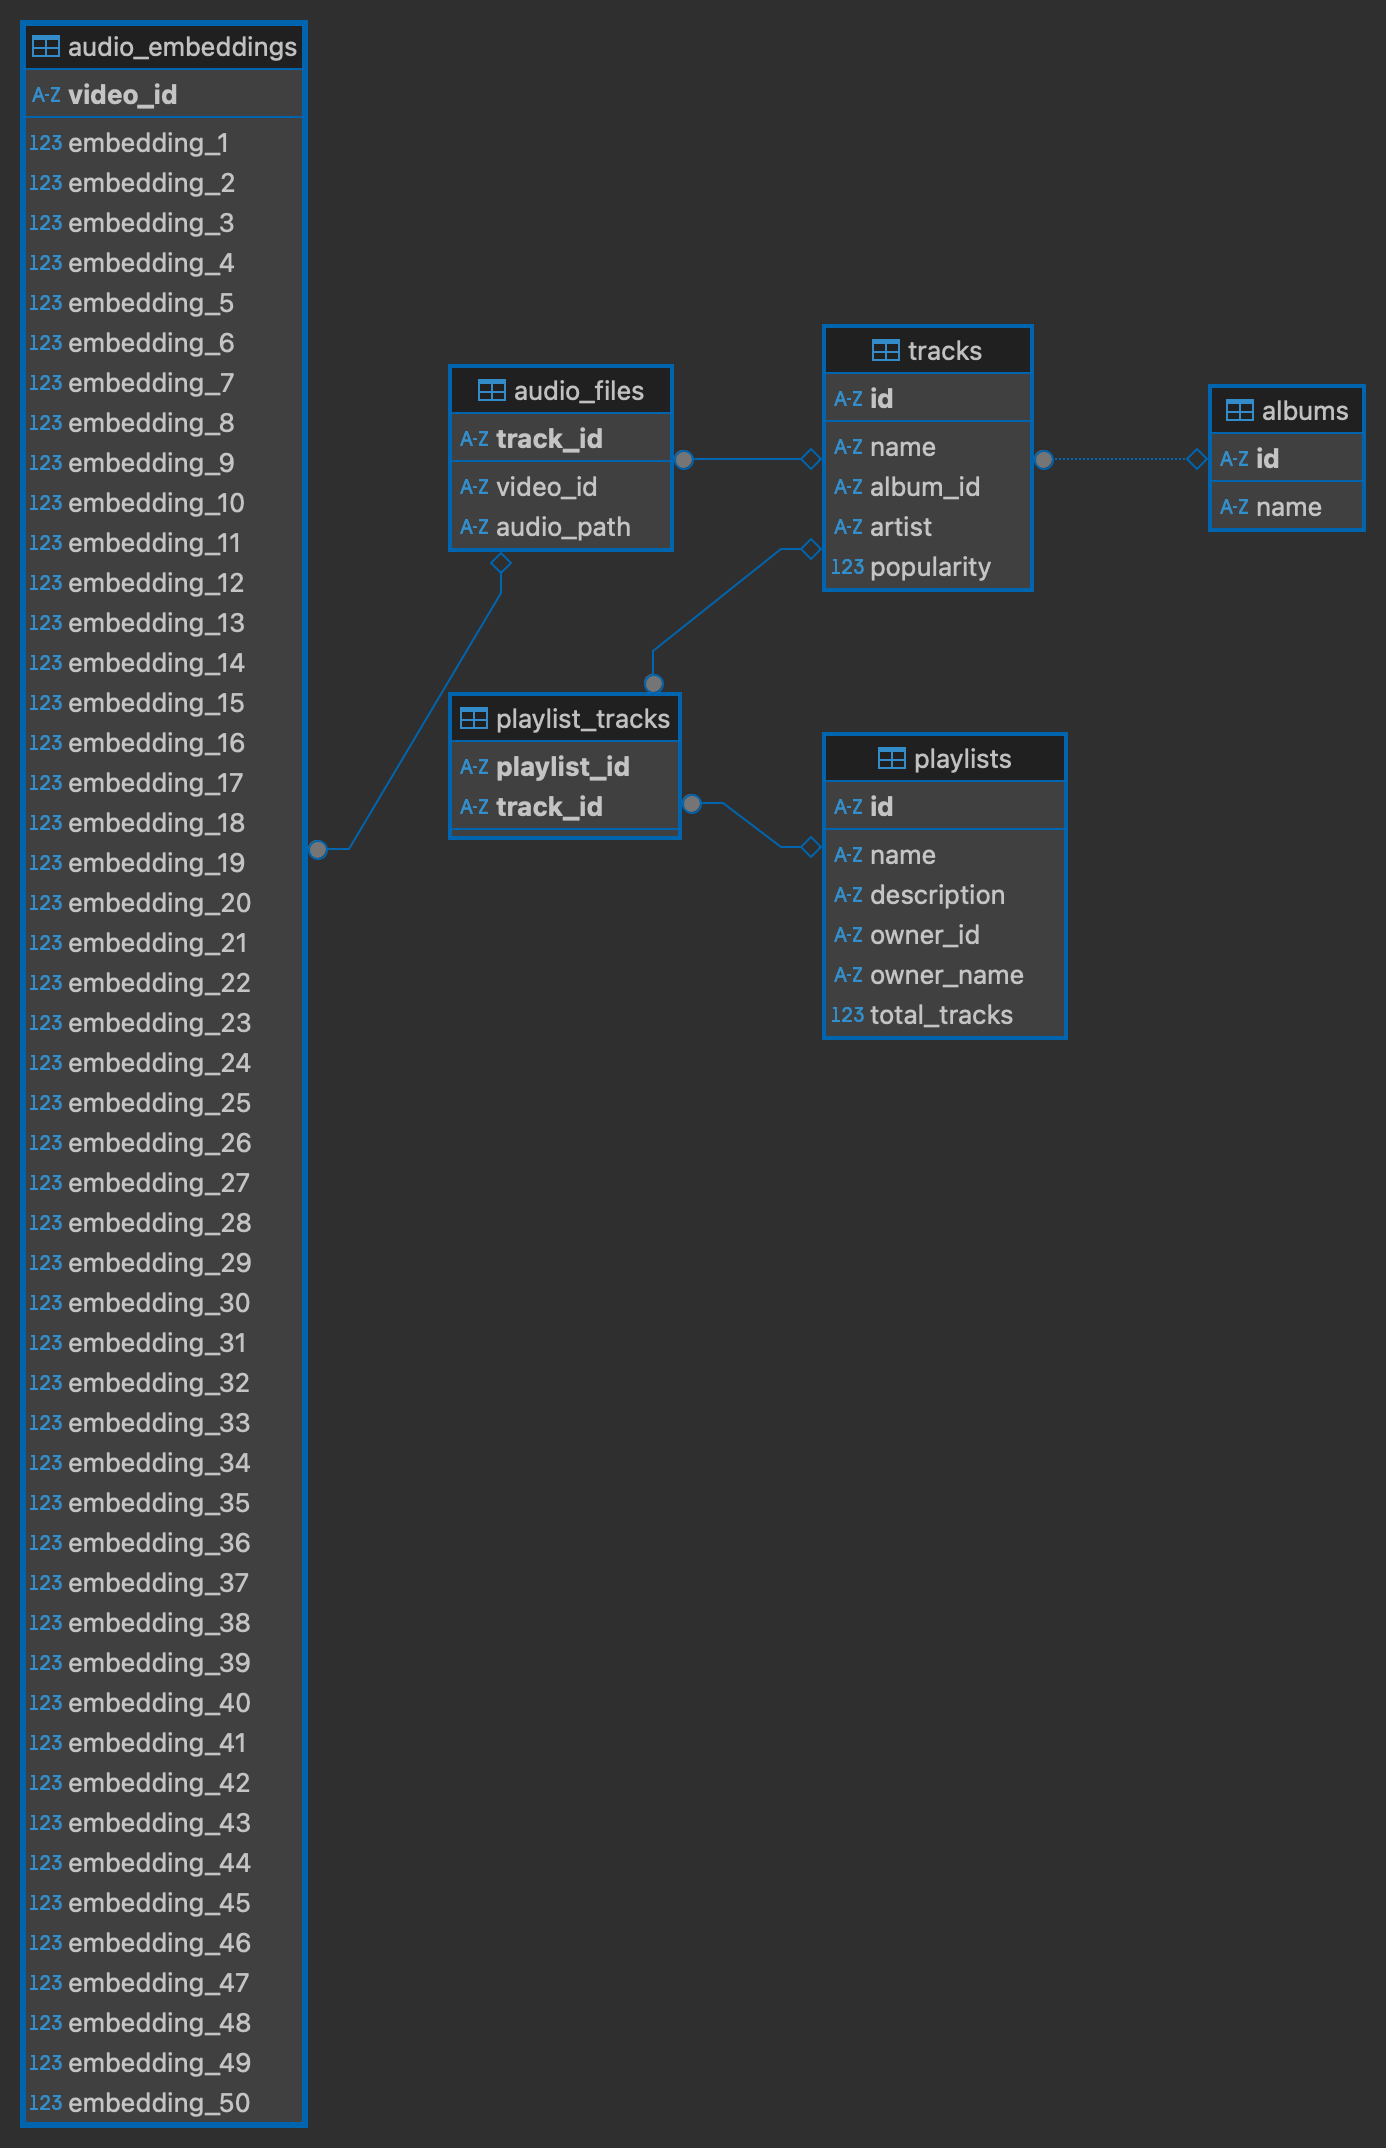 audio_embeddings
A-Z video_id
123 embedding_1
123 embedding_2
123 embedding_3
123 embedding_4
123 embedding_5
123 embedding_6
123 embedding_7
123 embedding_8
123 embedding_9
123 embedding_10
123 embedding_11
123 embedding_12
123 embedding_13
123 embedding_14
123 embedding_15
123 embedding_16
123 embedding_17
123 embedding_18
123 embedding_19
123 embedding_20
123 embedding_21
123 embedding_22
123 embedding_23
123 embedding_24
123 embedding_25
123 embedding_26
123 embedding_27
123 embedding_28
123 embedding_29
123 embedding_30
123 embedding_31
123 embedding_32
123 embedding_33
123 embedding_34
123 embedding_35
123 embedding_36
123 embedding_37
123 embedding_38
123 embedding_39
123 embedding_40
123 embedding_41
123 embedding_42
123 embedding_43
123 embedding_44
123 embedding_45
123 embedding_46
123 embedding_47
123 embedding_48
123 embedding_49
123 embedding_50
audio_files
A-Z track_id
A-Z video_id
A-Z audio_path
playlist_tracks
A-Z playlist_id
A-Z track_id
tracks
A-Z id
A-Z name
A-Z album_id
A-Z artist
123 popularity
playlists
A-Z id
A-Z name
A-Z description
A-Z owner_id
A-Z owner_name
123 total_tracks
albums
A-Z id
A-Z name